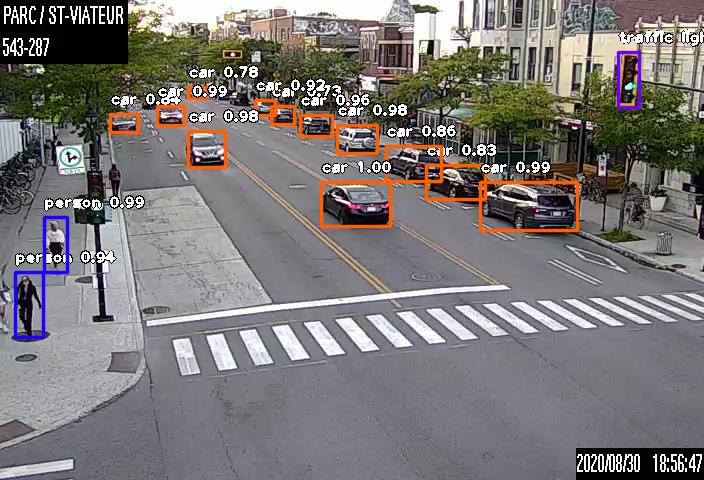 PARC / ST-VIATEUR
543-287
traffic ligh
car 0.78
car 0.92
car 0.99
0.73
car 0.84
car 0.96
car 0.98
car 0.98
car 0.86
car 0.83
car 1.00
car 0.99
person 0.99
person 0.94
2020/08/30 18:56:47